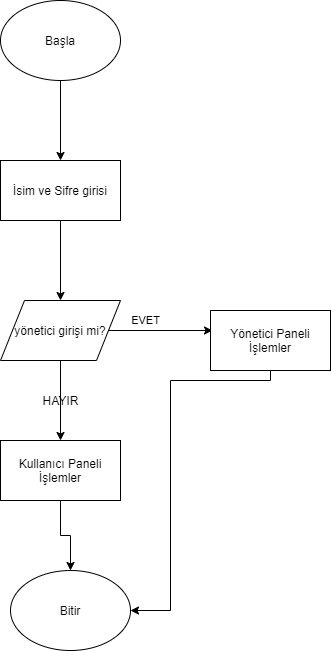 Başla
İsim ve Sifre girisi
yönetici girişi mi?
EVET
Yönetici Paneli
İşlemler
HAYIR
Kullanıcı Paneli
İşlemler
Bitir